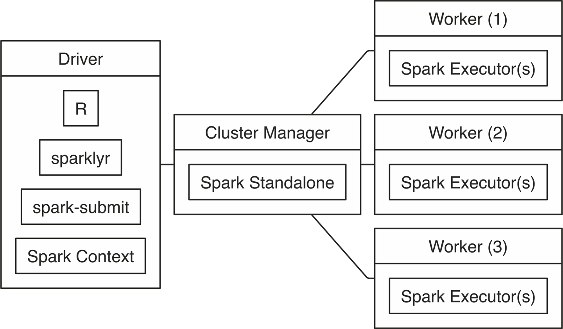 Driver
R
sparklyr
spark-submit
Spark Context
Cluster Manager
Spark Standalone
Worker (1)
Spark Executor(s)
Worker (2)
Spark Executor(s)
Worker (3)
Spark Executor(s)